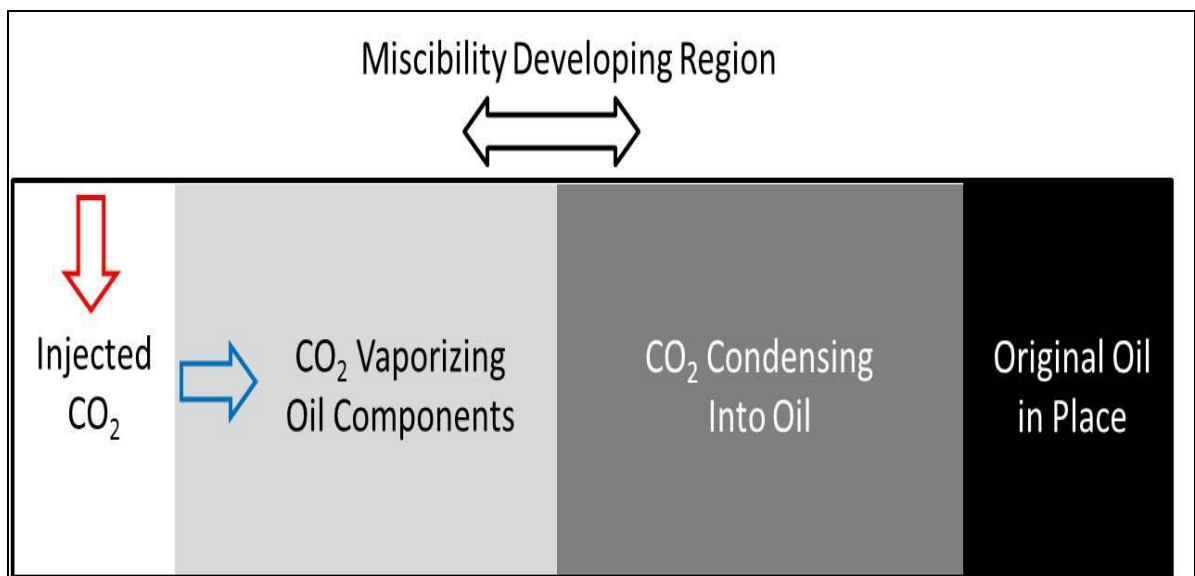 Miscibility Developing Region
Injected
CO₂
CO₂ Vaporizing
Oil Components
CO₂ Condensing
Into Oil
Original Oil
in Place